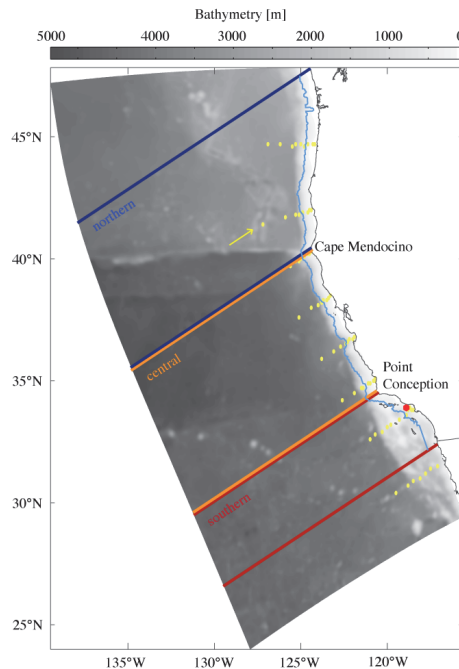 Bathymetry [m]
5000 4000 3000 2000 1000
45°N
northern
Cape Mendocino
40°N
central
Point
Conception
35°N
southern
30°N
25°N
135°W 130°W 125°W 120°W